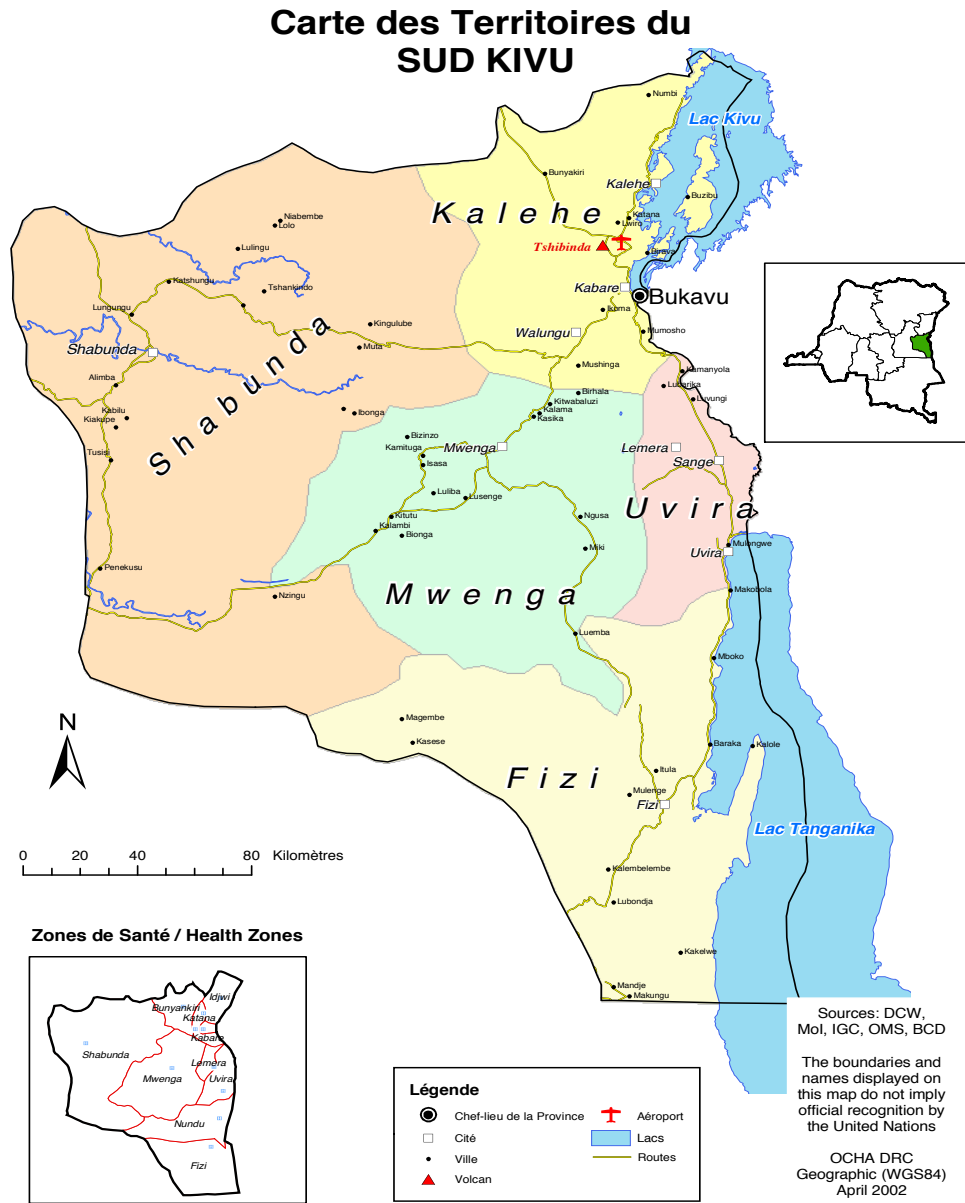 Carte des Territoires du
SUD KIVU
Numbi
Lac Kivu
Bunyakiri
Kalehe
Buzibu
Kalehe
Niabembe
Lolo
Katana
Lwiro
Lulingu
Tshibinda
Birava
Katshungu
Tshankindo
Kabare
Bukavu
Lungungu
Ikoma
Kingulube
Walungu
Mumosho
Shabunda
Muta
Shabunda
Mushinga
Kamanyola
Alimba
Lubarika
Birhala
Luvungi
Kitwabaluzi
Kabilu
Ibonga
Kalama
Kiakupe
Kasika
Bizinzo
Mwenga
Lemera
Kamituga
Tusisi
Isasa
Sange
Luliba
Lusenge
Uvira
Kitutu
Ngusa
Kalambi
Bionga
Mulongwe
Miki
Uvira
Penekusu
Nzingu
Mwenga
Makobola
Luemba
Mboko
Magembe
Kasese
Baraka
Kalole
Fizi
Itula
Mulenge
Fizi
Lac Tanganika
Kalembelembe
Lubondja
Kakelwe
Mandje
Makungu
N
0 20 40 80 Kilomètres
Zones de Santé / Health Zones
Idjwi
Bunyankiri
Katana
Kabare
Shabunda
Lemera
Mwenga
Uvira
Nundu
Fizi
Légende
Chef-lieu de la Province
Cité
Ville
Volcan
Aéroport
Lacs
Routes
Sources: DCW,
MoI, IGC, OMS, BCD
The boundaries and
names displayed on
this map do not imply
official recognition by
the United Nations
OCHA DRC
Geographic (WGS84)
April 2002